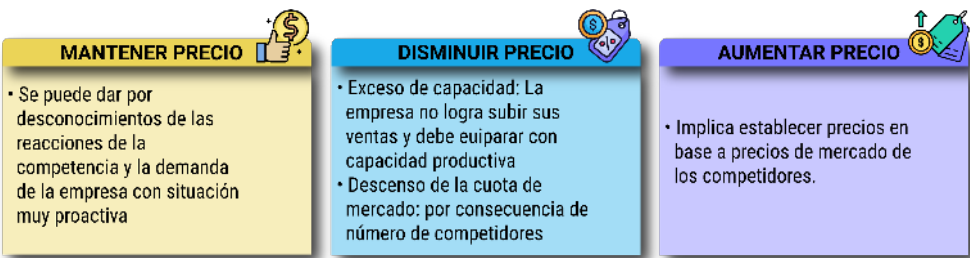 MANTENER PRECIO
• Se puede dar por
desconocimientos de las
reacciones de la
competencia y la demanda
de la empresa con situación
muy proactiva
DISMINUIR PRECIO
• Exceso de capacidad: La
empresa no logra subir sus
ventas y debe euiparar con
capacidad productiva
• Descenso de la cuota de
mercado: por consecuencia de
número de competidores
AUMENTAR PRECIO
• Implica establecer precios en
base a precios de mercado de
los competidores.